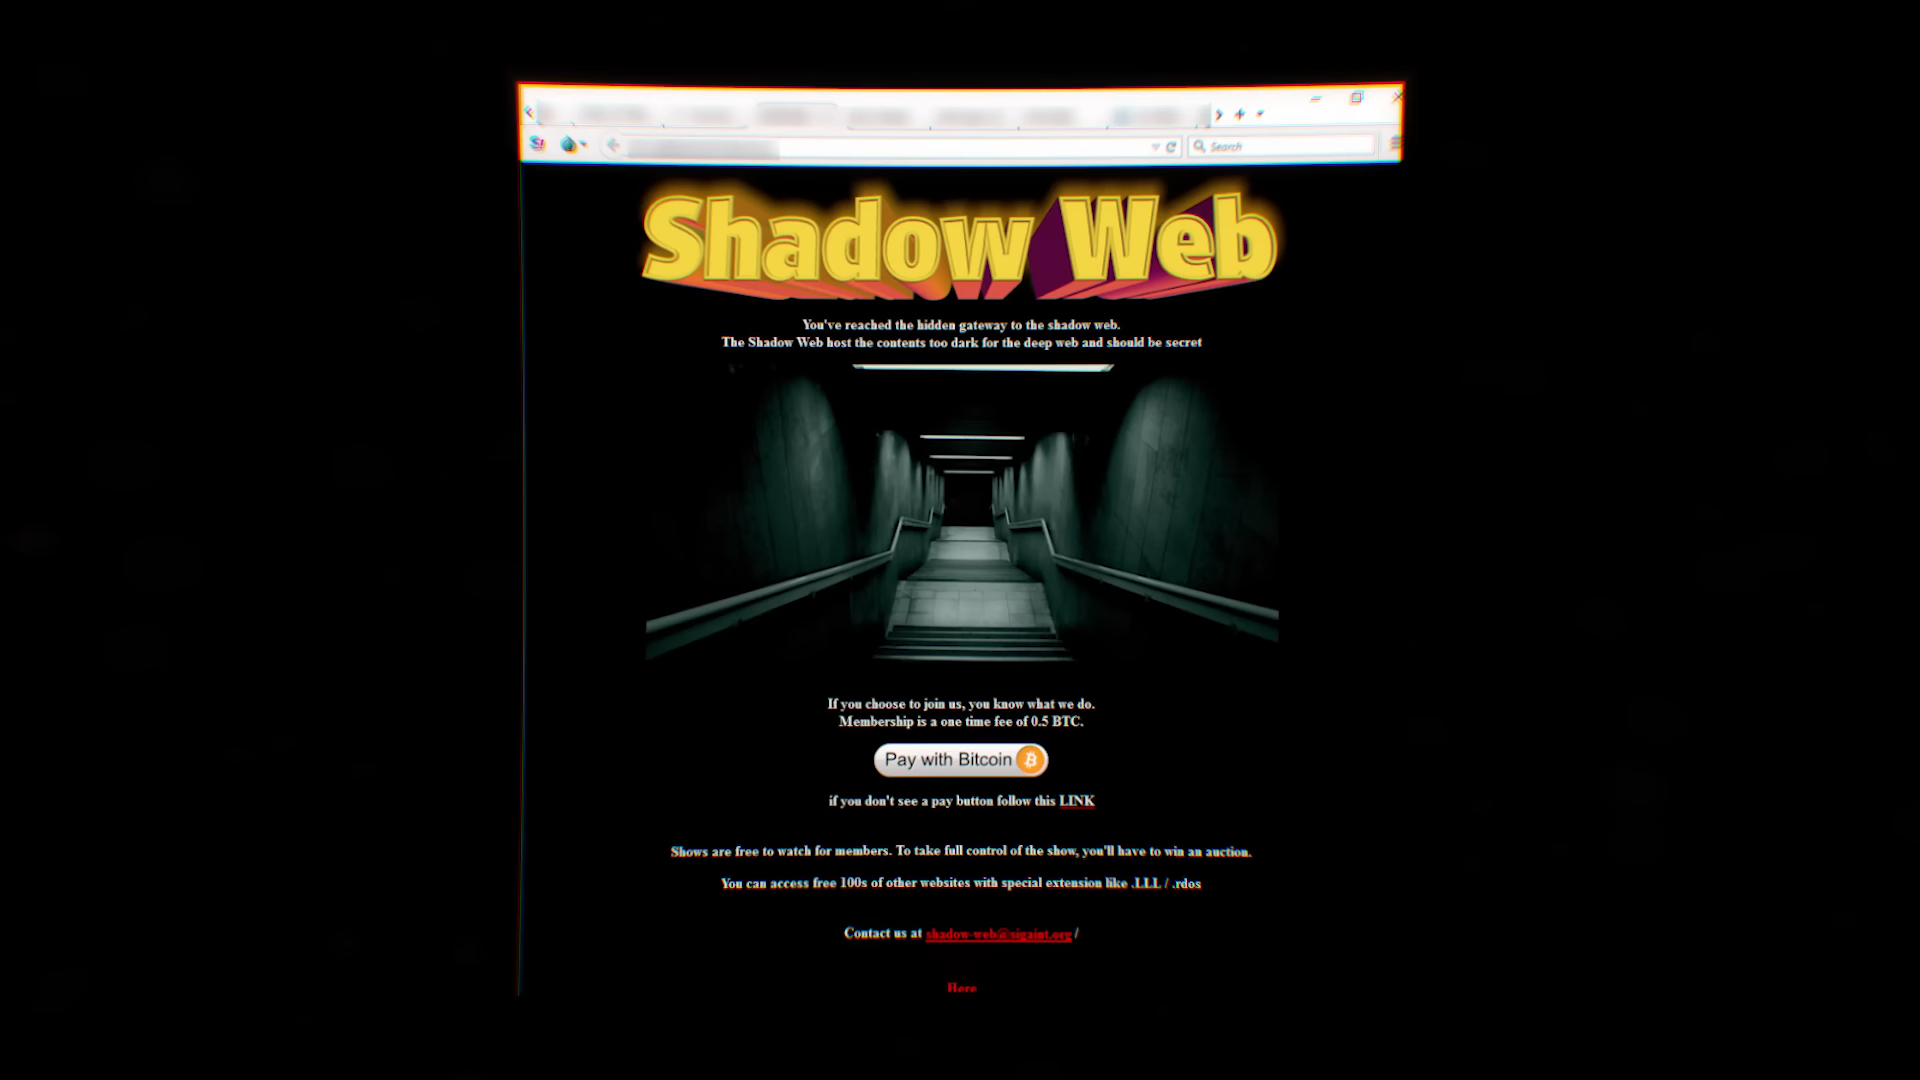 S!
Search
Shadow Web
You've reached the hidden gateway to the shadow web.
The Shadow Web host the contents too dark for the deep web and should be secret
If you choose to join us, you know what we do.
Membership is a one time fee of 0.5 BTC.
Pay with Bitcoin
if you don't see a pay button follow this LINK
Shows are free to watch for members. To take full control of the show, you'll have to win an auction.
You can access free 100s of other websites with special extension like .LLL / .rdos
Contact us at shadow-web@sigaint.org /
Here